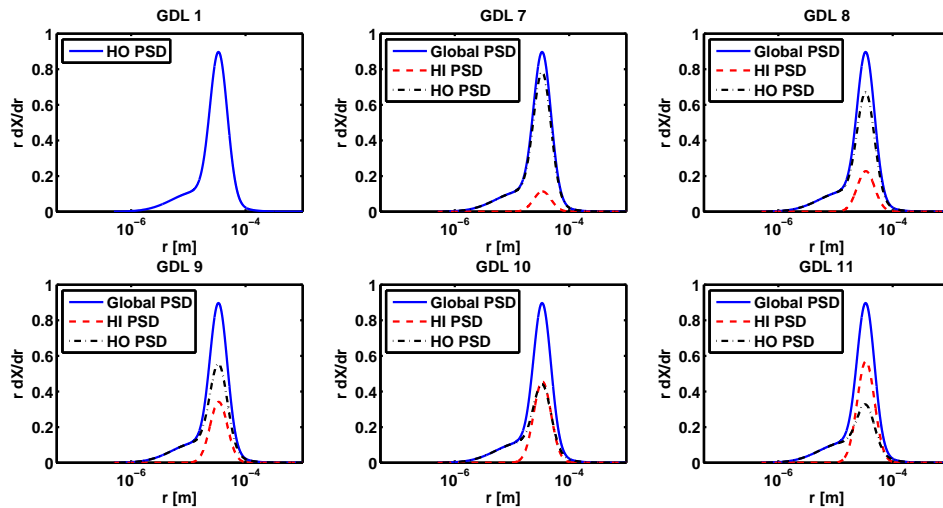 GDL 1
r dX/dr
1
0.8
0.6
0.4
0.2
0
HO PSD
10⁻⁶
10⁻⁴
r [m]
GDL 7
r dX/dr
1
0.8
0.6
0.4
0.2
0
Global PSD
HI PSD
HO PSD
10⁻⁶
10⁻⁴
r [m]
GDL 8
r dX/dr
1
0.8
0.6
0.4
0.2
0
Global PSD
HI PSD
HO PSD
10⁻⁶
10⁻⁴
r [m]
GDL 9
r dX/dr
1
0.8
0.6
0.4
0.2
0
Global PSD
HI PSD
HO PSD
10⁻⁶
10⁻⁴
r [m]
GDL 10
r dX/dr
1
0.8
0.6
0.4
0.2
0
Global PSD
HI PSD
HO PSD
10⁻⁶
10⁻⁴
r [m]
GDL 11
r dX/dr
1
0.8
0.6
0.4
0.2
0
Global PSD
HI PSD
HO PSD
10⁻⁶
10⁻⁴
r [m]